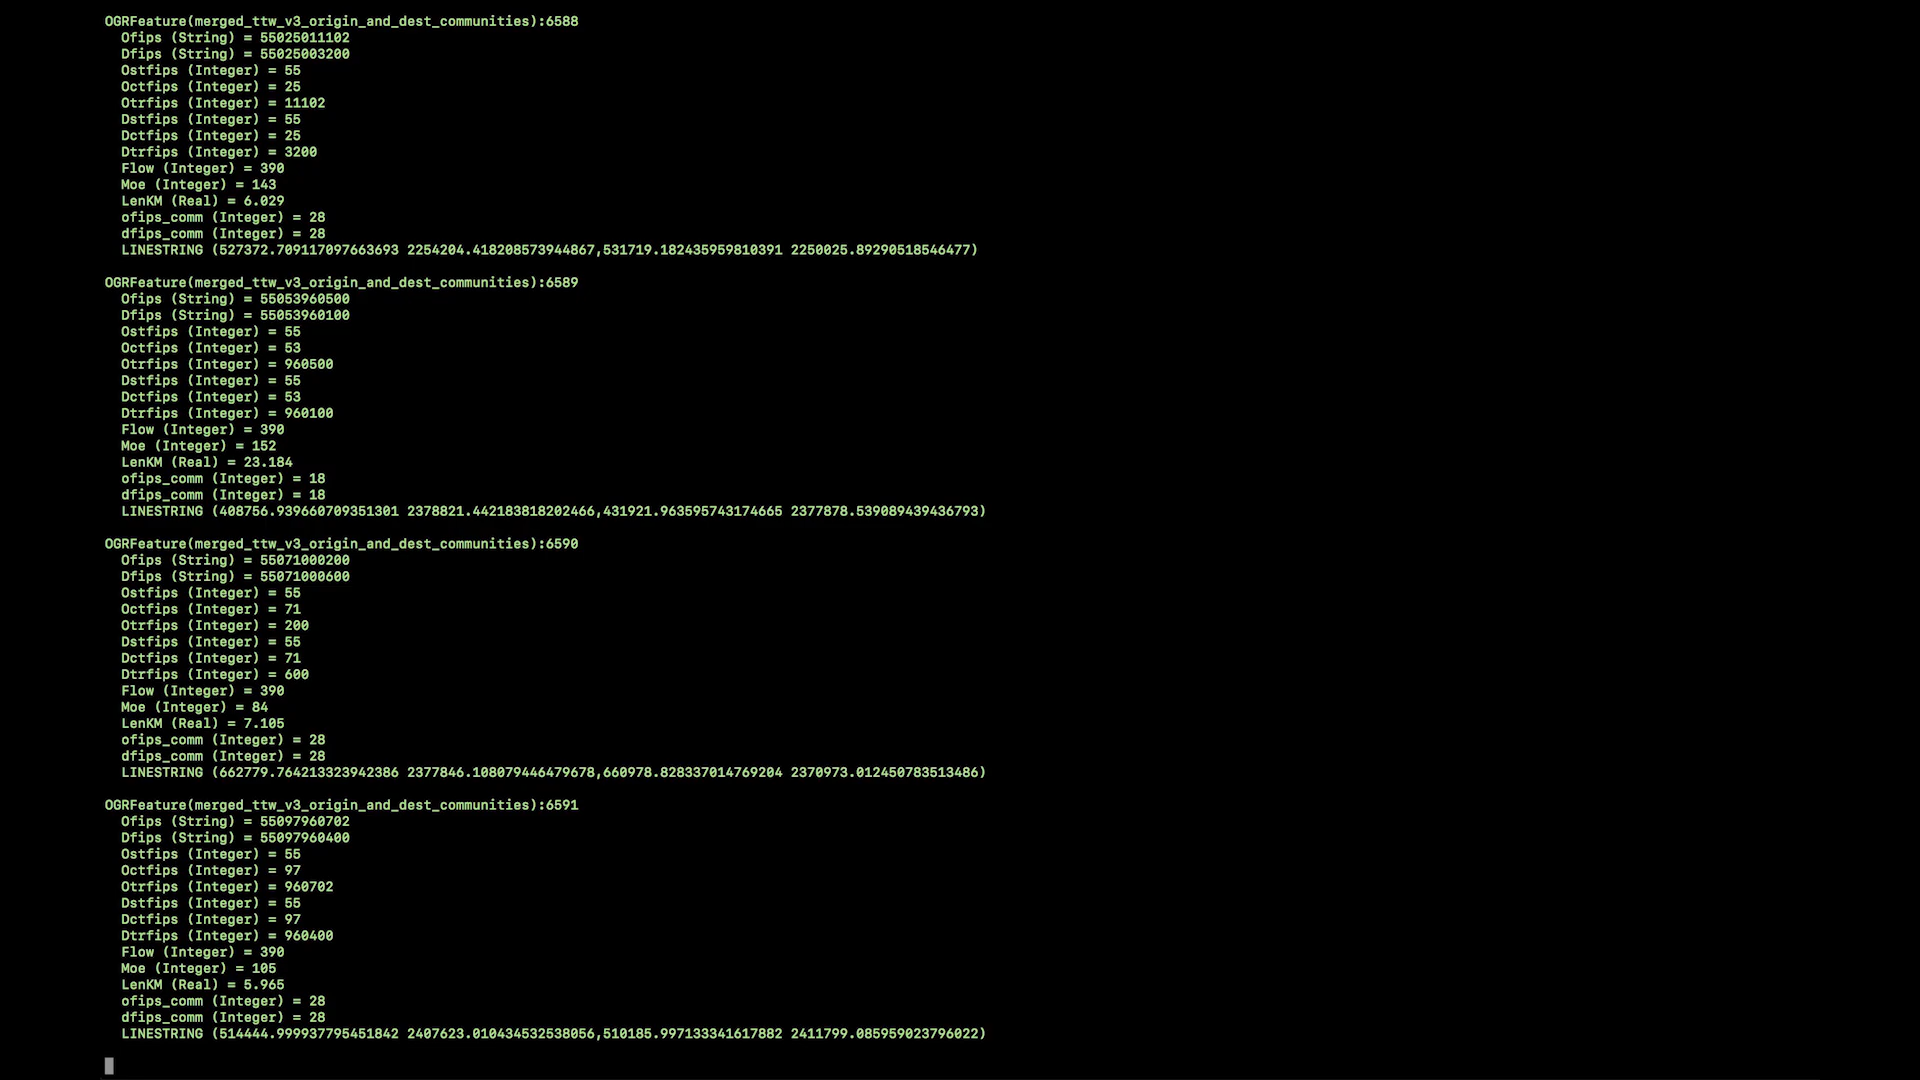 OGRFeature(merged_ttw_v3_origin_and_dest_communities):6588
Ofips (String) = 55025011102
Dfips (String) = 55025003200
Ostfips (Integer) = 55
Octfips (Integer) = 25
Otrfips (Integer) = 11102
Dstfips (Integer) = 55
Dctfips (Integer) = 25
Dtrfips (Integer) = 3200
Flow (Integer) = 390
Moe (Integer) = 143
LenKM (Real) = 6.029
ofips_comm (Integer) = 28
dfips_comm (Integer) = 28
LINESTRING (527372.709117097663693 2254204.418208573944867,531719.182435959810391 2250025.89290518546477)
OGRFeature(merged_ttw_v3_origin_and_dest_communities):6589
Ofips (String) = 55053960500
Dfips (String) = 55053960100
Ostfips (Integer) = 55
Octfips (Integer) = 53
Otrfips (Integer) = 960500
Dstfips (Integer) = 55
Dctfips (Integer) = 53
Dtrfips (Integer) = 960100
Flow (Integer) = 390
Moe (Integer) = 152
LenKM (Real) = 23.184
ofips_comm (Integer) = 18
dfips_comm (Integer) = 18
LINESTRING (408756.939660709351301 2378821.442183818202466,431921.963595743174665 2377878.539089439436793)
OGRFeature(merged_ttw_v3_origin_and_dest_communities):6590
Ofips (String) = 55071000200
Dfips (String) = 55071000600
Ostfips (Integer) = 55
Octfips (Integer) = 71
Otrfips (Integer) = 200
Dstfips (Integer) = 55
Dctfips (Integer) = 71
Dtrfips (Integer) = 600
Flow (Integer) = 390
Moe (Integer) = 84
LenKM (Real) = 7.105
ofips_comm (Integer) = 28
dfips_comm (Integer) = 28
LINESTRING (662779.764213323942386 2377846.108079446479678,660978.828337014769204 2370973.012450783513486)
OGRFeature(merged_ttw_v3_origin_and_dest_communities):6591
Ofips (String) = 55097960702
Dfips (String) = 55097960400
Ostfips (Integer) = 55
Octfips (Integer) = 97
Otrfips (Integer) = 960702
Dstfips (Integer) = 55
Dctfips (Integer) = 97
Dtrfips (Integer) = 960400
Flow (Integer) = 390
Moe (Integer) = 105
LenKM (Real) = 5.965
ofips_comm (Integer) = 28
dfips_comm (Integer) = 28
LINESTRING (514444.999937795451842 2407623.010434532538056,510185.997133341617882 2411799.085959023796022)